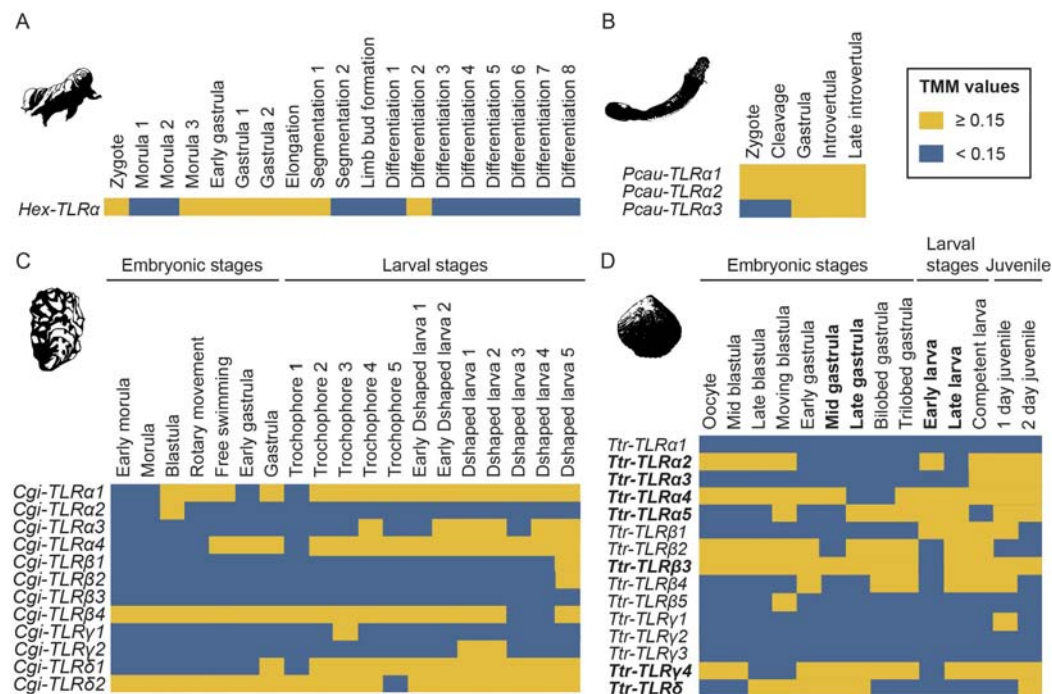 A
Zygote
Morula 1
Morula 2
Morula 3
Early gastrula
Gastrula 1
Gastrula 2
Elongation
Segmentation 1
Segmentation 2
Limb bud formation
Differentiation 1
Differentiation 2
Differentiation 3
Differentiation 4
Differentiation 5
Differentiation 6
Differentiation 7
Differentiation 8
Hex-TLRα
B
Zygote
Cleavage
Gastrula
Introvertula
Late introvertula
Pcau-TLRα1
Pcau-TLRα2
Pcau-TLRα3
TMM values
≥ 0.15
< 0.15
C
Embryonic stages
Larval stages
Early morula
Morula
Blastula
Rotary movement
Free swimming
Early gastrula
Gastrula
Trochophore 1
Trochophore 2
Trochophore 3
Trochophore 4
Trochophore 5
Early Dshaped larva 1
Early Dshaped larva 2
Dshaped larva 1
Dshaped larva 2
Dshaped larva 3
Dshaped larva 4
Dshaped larva 5
Cgi-TLRα1
Cgi-TLRα2
Cgi-TLRα3
Cgi-TLRα4
Cgi-TLRβ1
Cgi-TLRβ2
Cgi-TLRβ3
Cgi-TLRβ4
Cgi-TLRγ1
Cgi-TLRγ2
Cgi-TLRδ1
Cgi-TLRδ2
D
Embryonic stages
Larval
stages
Juvenile
Oocyte
Mid blastula
Late blastula
Moving blastula
Early gastrula
Mid gastrula
Late gastrula
Bilobed gastrula
Trilobed gastrula
Early larva
Late larva
Competent larva
1 day juvenile
2 day juvenile
Ttr-TLRα1
Ttr-TLRα2
Ttr-TLRα3
Ttr-TLRα4
Ttr-TLRα5
Ttr-TLRβ1
Ttr-TLRβ2
Ttr-TLRβ3
Ttr-TLRβ4
Ttr-TLRβ5
Ttr-TLRγ1
Ttr-TLRγ2
Ttr-TLRγ3
Ttr-TLRγ4
Ttr-TLRδ